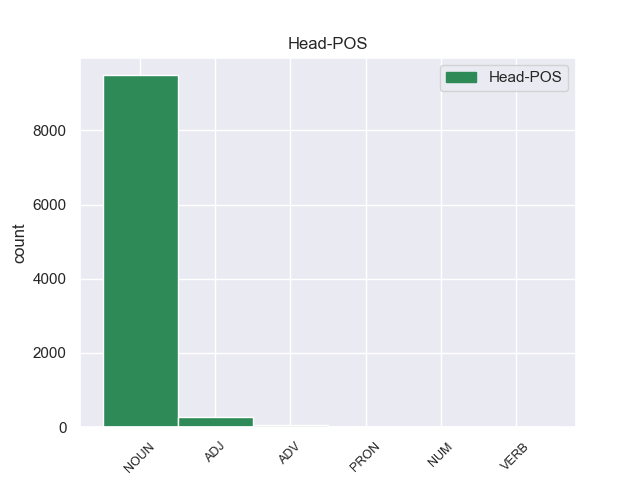 Head-POS
Head-POS
8000
6000
4000
2000
0
count
NOUN
ADJ
ADV
PRON
NUM
VERB